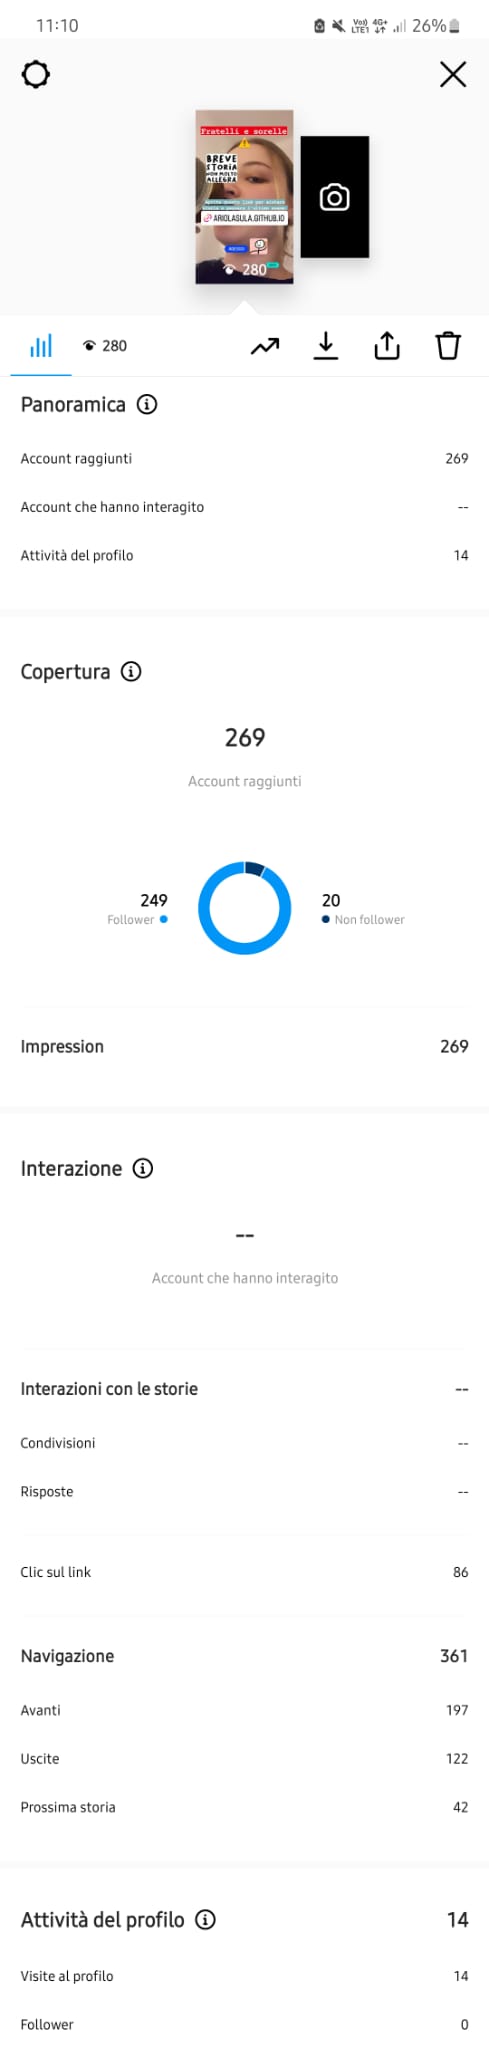 11:10
Vo)) 4G+ 26%
LTE1
Fratelli e sorelle
BREVE
STORIA
NON MOLTO
ALLEGRA
ARIOLASULA.GITHUB.IO
280
280
Panoramica
Account raggiunti 269
Account che hanno interagito --
Attività del profilo 14
Copertura
269
Account raggiunti
249 20
Follower Non follower
Impression 269
Interazione
--
Account che hanno interagito
Interazioni con le storie --
Condivisioni --
Risposte --
Clic sul link 86
Navigazione 361
Avanti 197
Uscite 122
Prossima storia 42
Attività del profilo 14
Visite al profilo 14
Follower 0